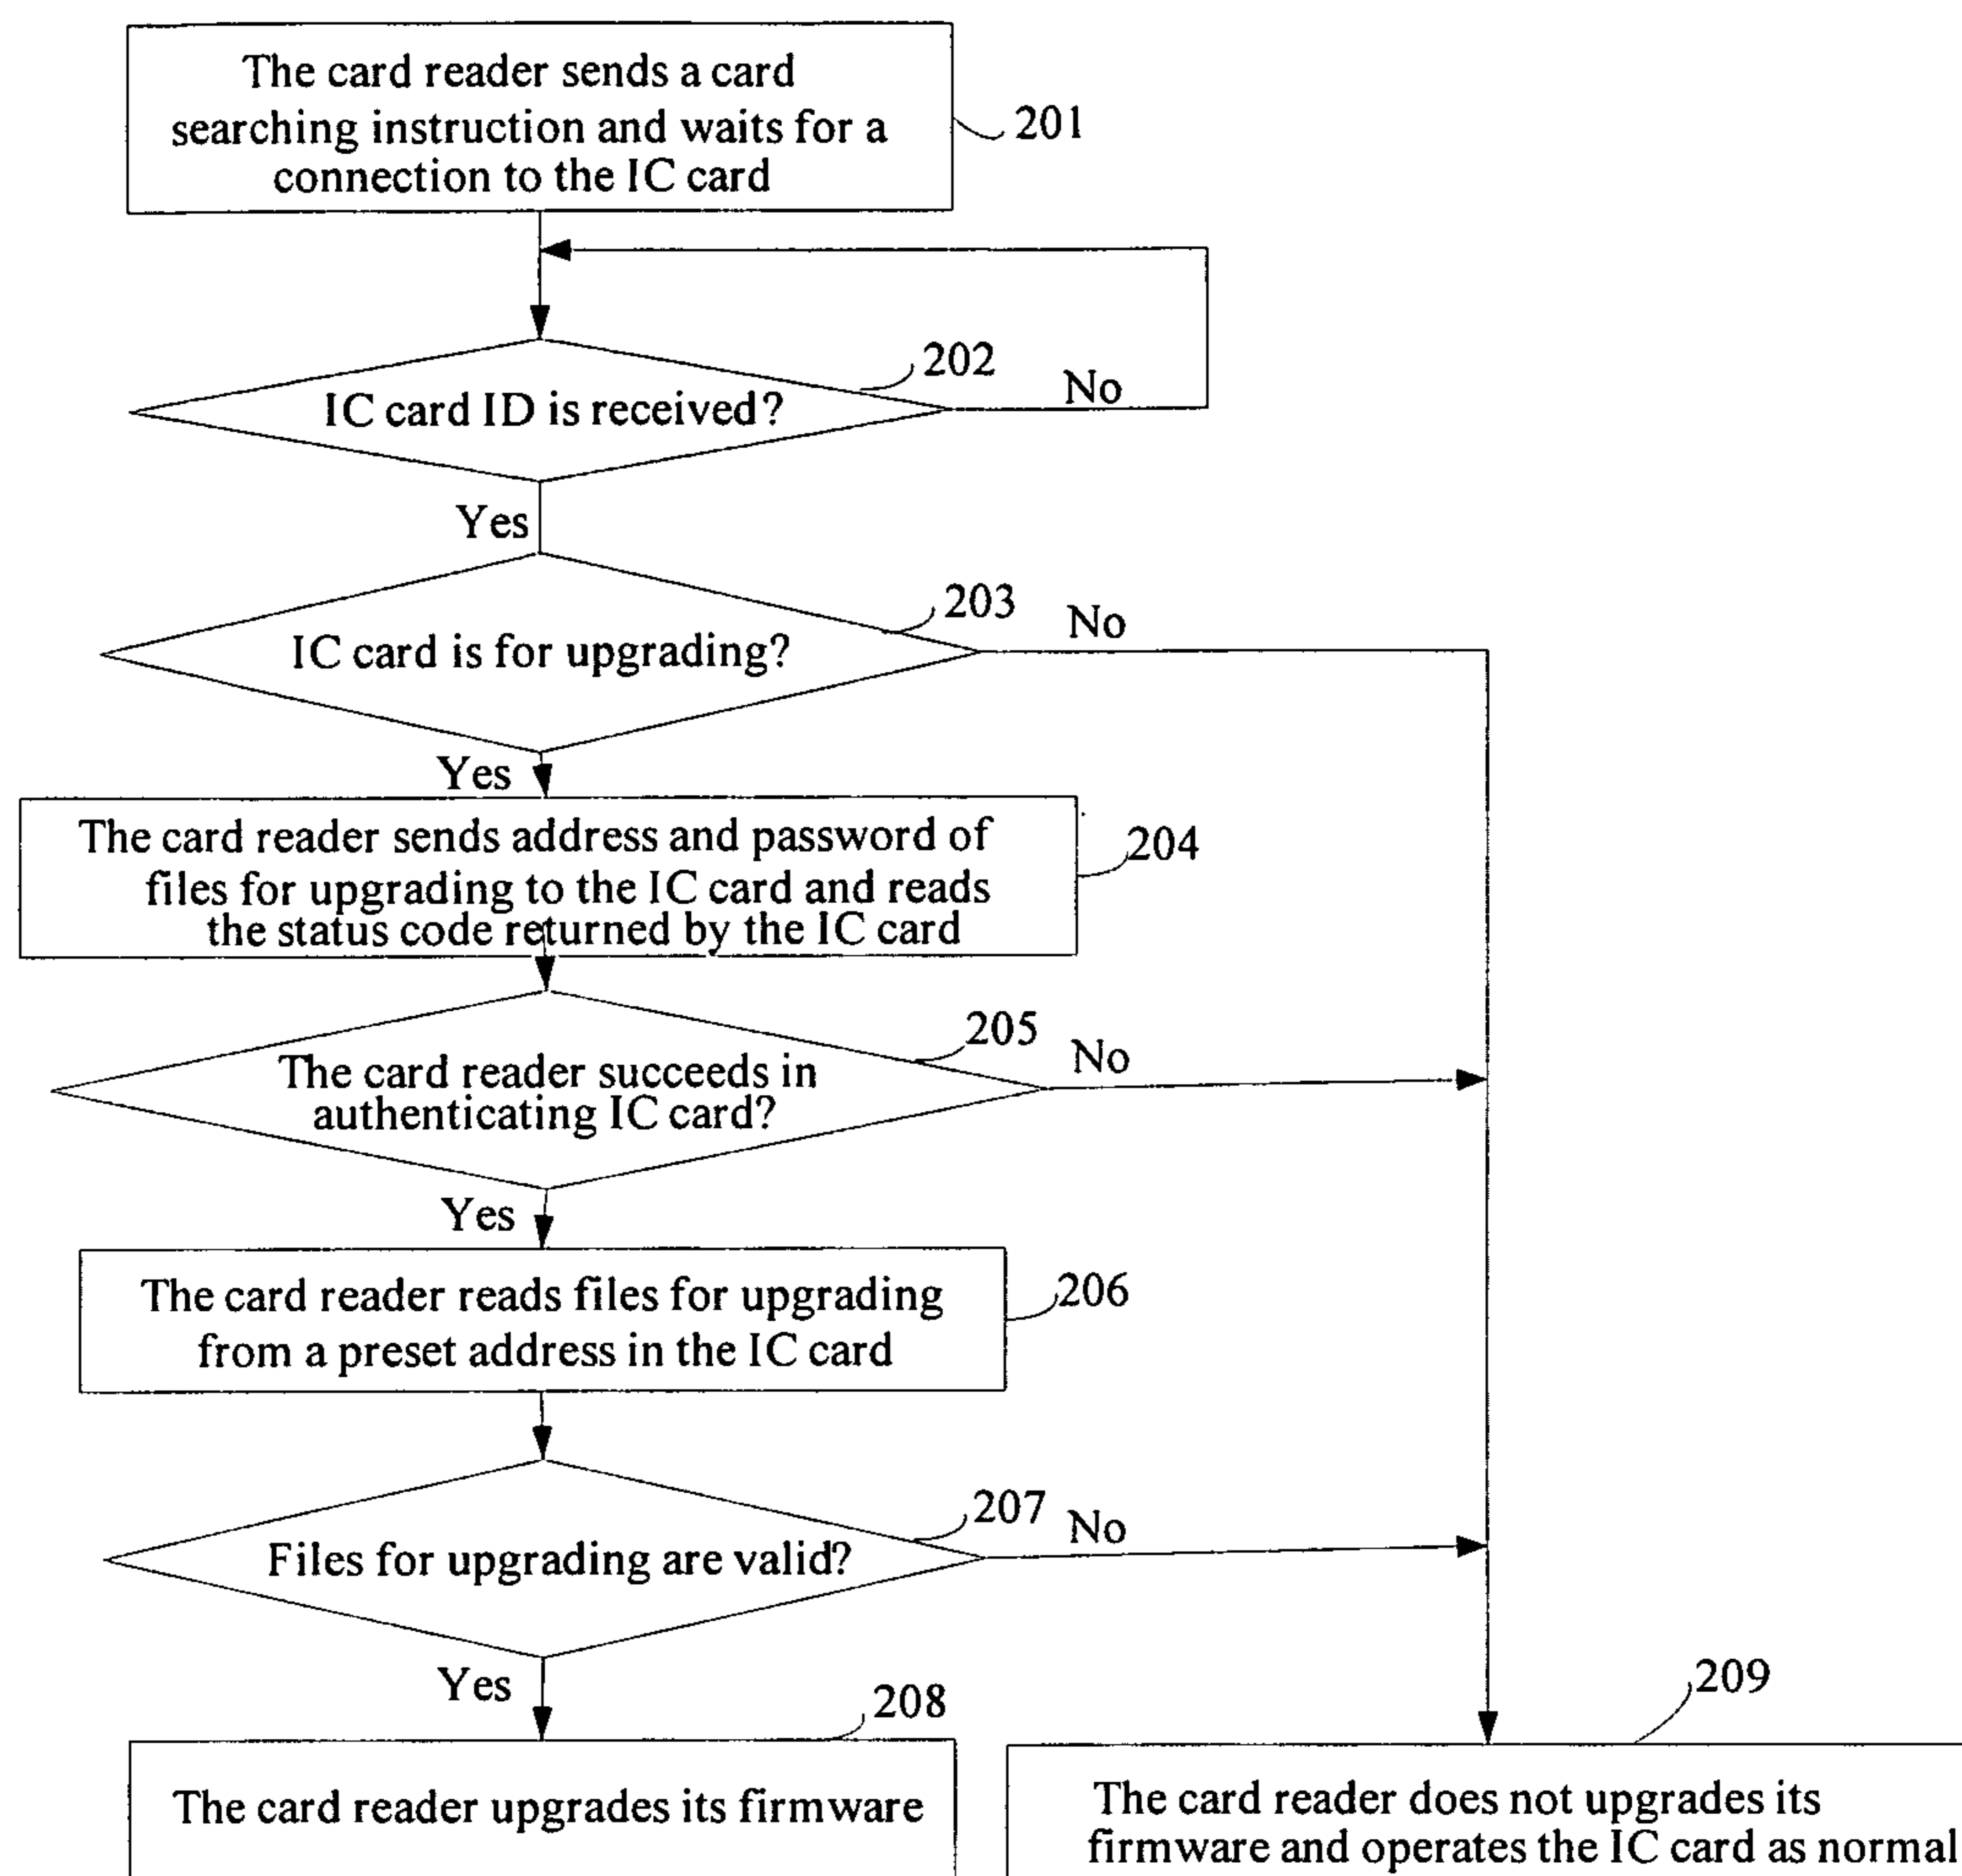 The card reader sends a card
searching instruction and waits for a
connection to the IC card
201
202
No
IC card ID is received?
Yes
203
No
IC card is for upgrading?
Yes
The card reader sends address and password of
files for upgrading to the IC card and reads
the status code returned by the IC card
204
205
No
The card reader succeeds in
authenticating IC card?
Yes
The card reader reads files for upgrading
from a preset address in the IC card
206
207
No
Files for upgrading are valid?
Yes
208
209
The card reader upgrades its firmware
The card reader does not upgrades its
firmware and operates the IC card as normal